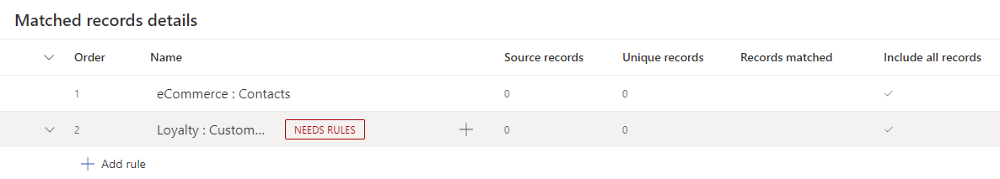 Matched records details
Order Name Source records Unique records Records matched Include all records
1 eCommerce : Contacts 0 0
2 Loyalty : Custom... NEEDS RULES 0 0
Add rule